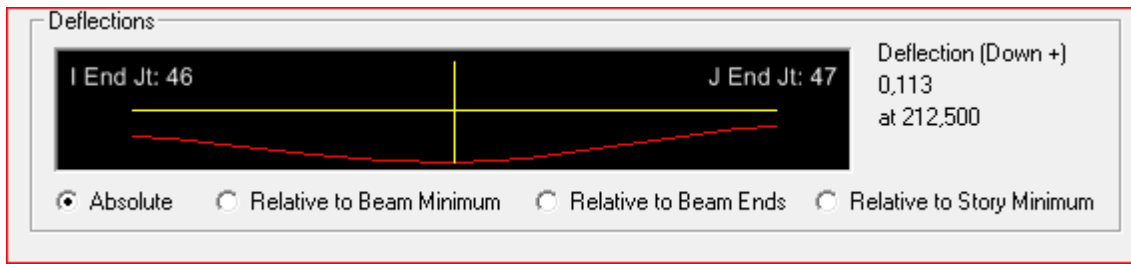 Deflections
I End Jt: 46
J End Jt: 47
Deflection (Down +)
0,113
at 212,500
Absolute
Relative to Beam Minimum
Relative to Beam Ends
Relative to Story Minimum